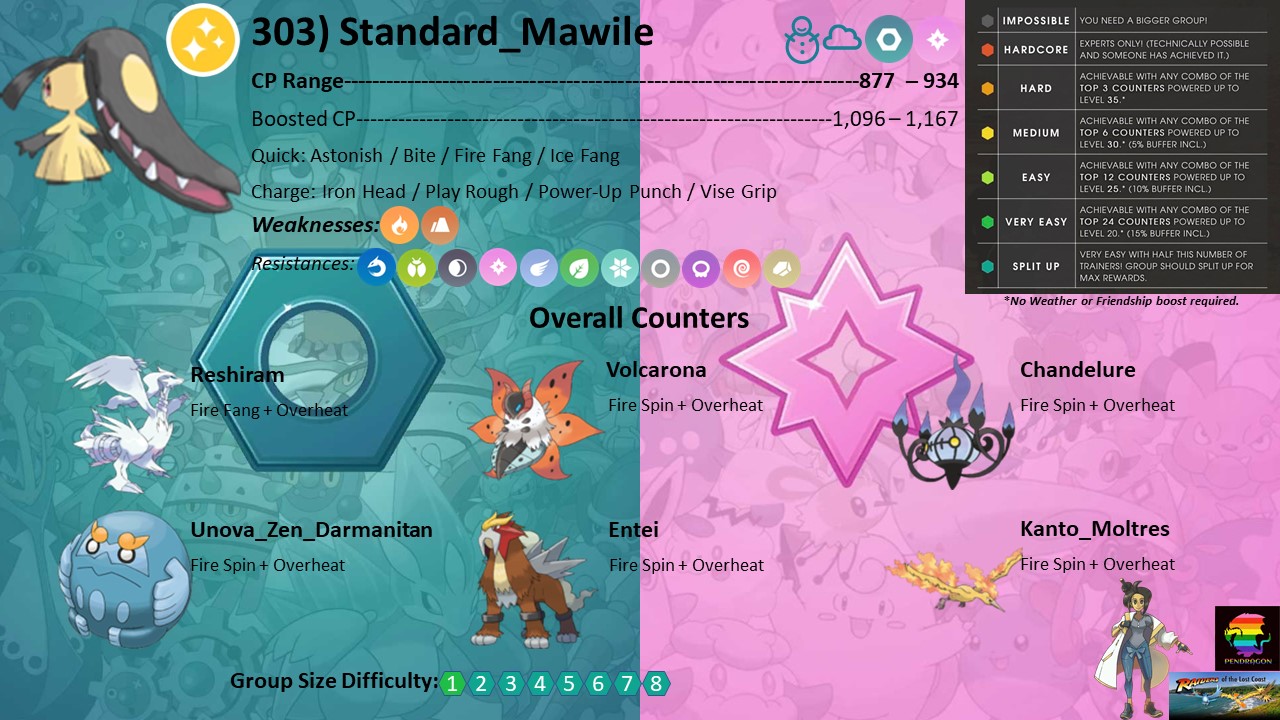 303) Standard_Mawile
CP Range-------------------------------------------------------------------------------877 – 934
Boosted CP-------------------------------------------------------------------------1,096 – 1,167
Quick: Astonish / Bite / Fire Fang / Ice Fang
Charge: Iron Head / Play Rough / Power-Up Punch / Vise Grip
Weaknesses:
Resistances:
IMPOSSIBLE YOU NEED A BIGGER GROUP!
HARDCORE EXPERTS ONLY! (TECHNICALLY POSSIBLE
AND SOMEONE HAS ACHIEVED IT.)
HARD ACHIEVABLE WITH ANY COMBO OF THE
TOP 3 COUNTERS POWERED UP TO
LEVEL 35.*
MEDIUM ACHIEVABLE WITH ANY COMBO OF THE
TOP 6 COUNTERS POWERED UP TO
LEVEL 30.* (5% BUFFER INCL.)
EASY ACHIEVABLE WITH ANY COMBO OF THE
TOP 12 COUNTERS POWERED UP TO
LEVEL 25.* (10% BUFFER INCL.)
VERY EASY ACHIEVABLE WITH ANY COMBO OF THE
TOP 24 COUNTERS POWERED UP TO
LEVEL 20.* (15% BUFFER INCL.)
SPLIT UP VERY EASY WITH HALF THIS NUMBER OF
TRAINERS! GROUP SHOULD SPLIT UP FOR
MAX REWARDS.
*No Weather or Friendship boost required.
Overall Counters
Reshiram
Fire Fang + Overheat
Volcarona
Fire Spin + Overheat
Chandelure
Fire Spin + Overheat
Unova_Zen_Darmanitan
Fire Spin + Overheat
Entei
Fire Spin + Overheat
Kanto_Moltres
Fire Spin + Overheat
Group Size Difficulty: 1 2 3 4 5 6 7 8
PENDRAGON
RAIDERS of the Lost Coast